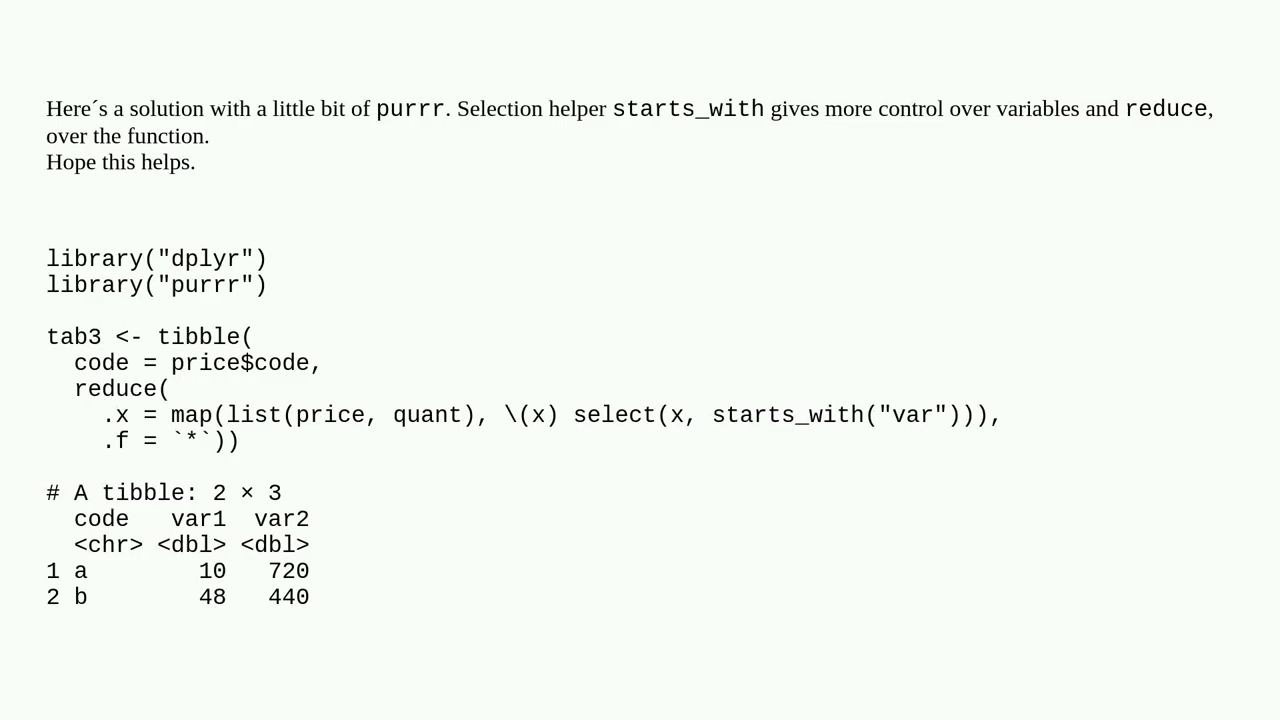 Here´s a solution with a little bit of purrr. Selection helper starts_with gives more control over variables and reduce,
over the function.
Hope this helps.
library("dplyr")
library("purrr")
tab3 <- tibble(
  code = price$code,
  reduce(
    .x = map(list(price, quant), \(x) select(x, starts_with("var"))),
    .f = `*`))
# A tibble: 2 × 3
  code   var1  var2
  <chr> <dbl> <dbl>
1 a        10   720
2 b        48   440